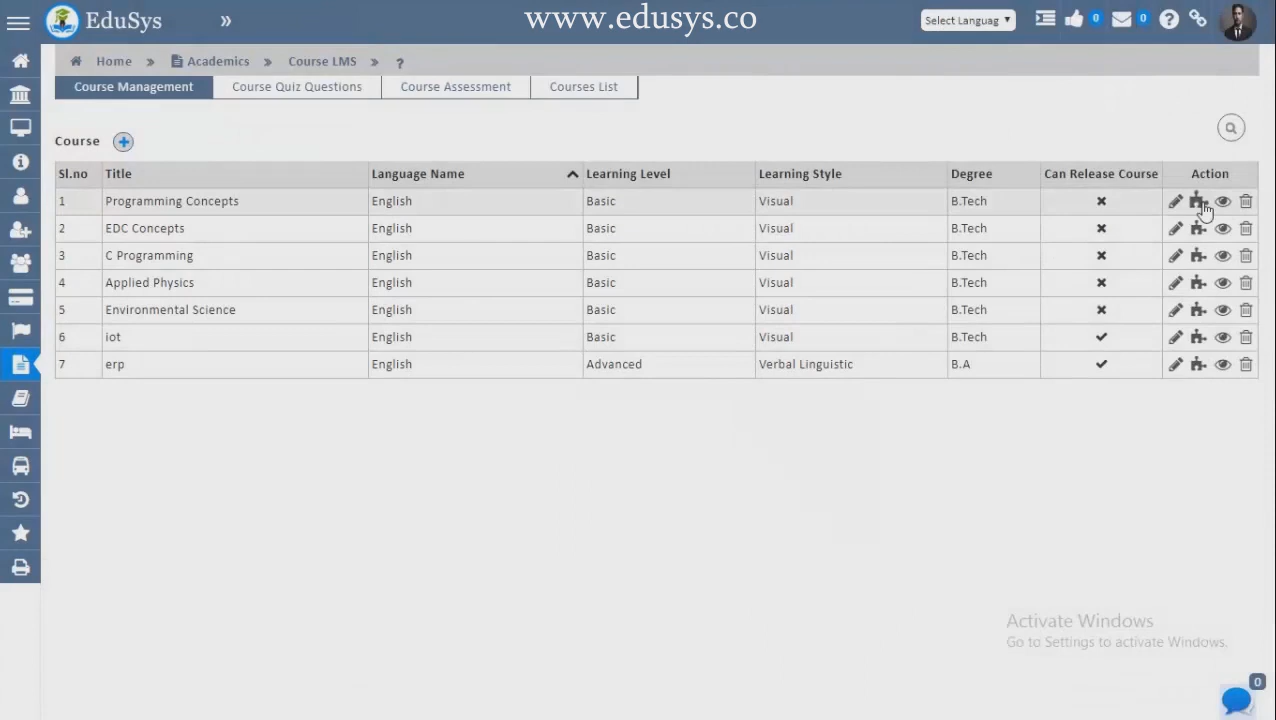 EduSys » www.edusys.co Select Languag 0 0 ?
Home » Academics » Course LMS » ?
Course Management Course Quiz Questions Course Assessment Courses List
Course
Sl.no Title Language Name Learning Level Learning Style Degree Can Release Course Action
1 Programming Concepts English Basic Visual B.Tech
2 EDC Concepts English Basic Visual B.Tech
3 C Programming English Basic Visual B.Tech
4 Applied Physics English Basic Visual B.Tech
5 Environmental Science English Basic Visual B.Tech
6 iot English Basic Visual B.Tech
7 erp English Advanced Verbal Linguistic B.A
Activate Windows
Go to Settings to activate Windows.
0